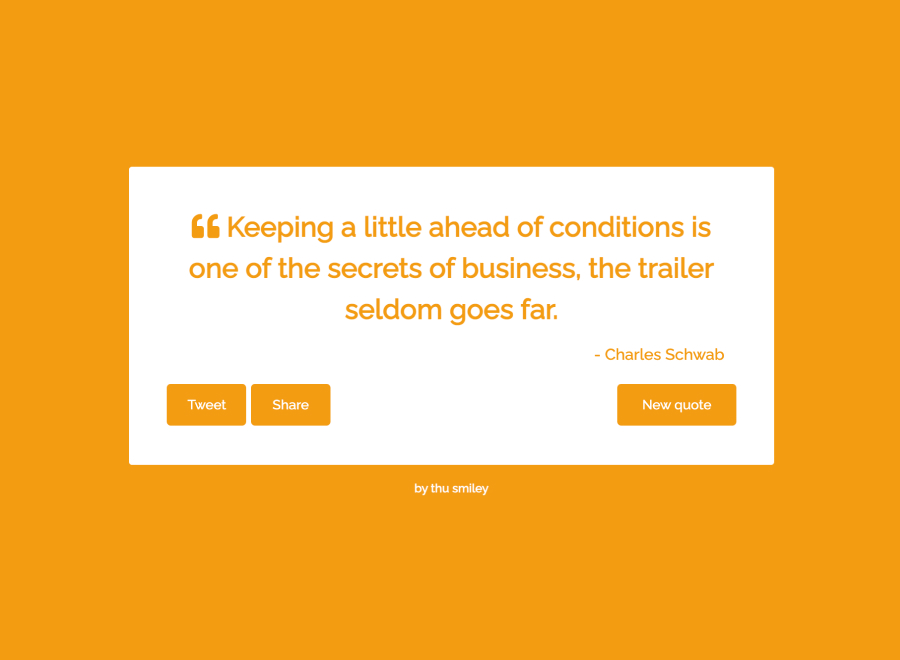 “ Keeping a little ahead of conditions is
one of the secrets of business, the trailer
seldom goes far.
- Charles Schwab
Tweet Share New quote
by thu smiley